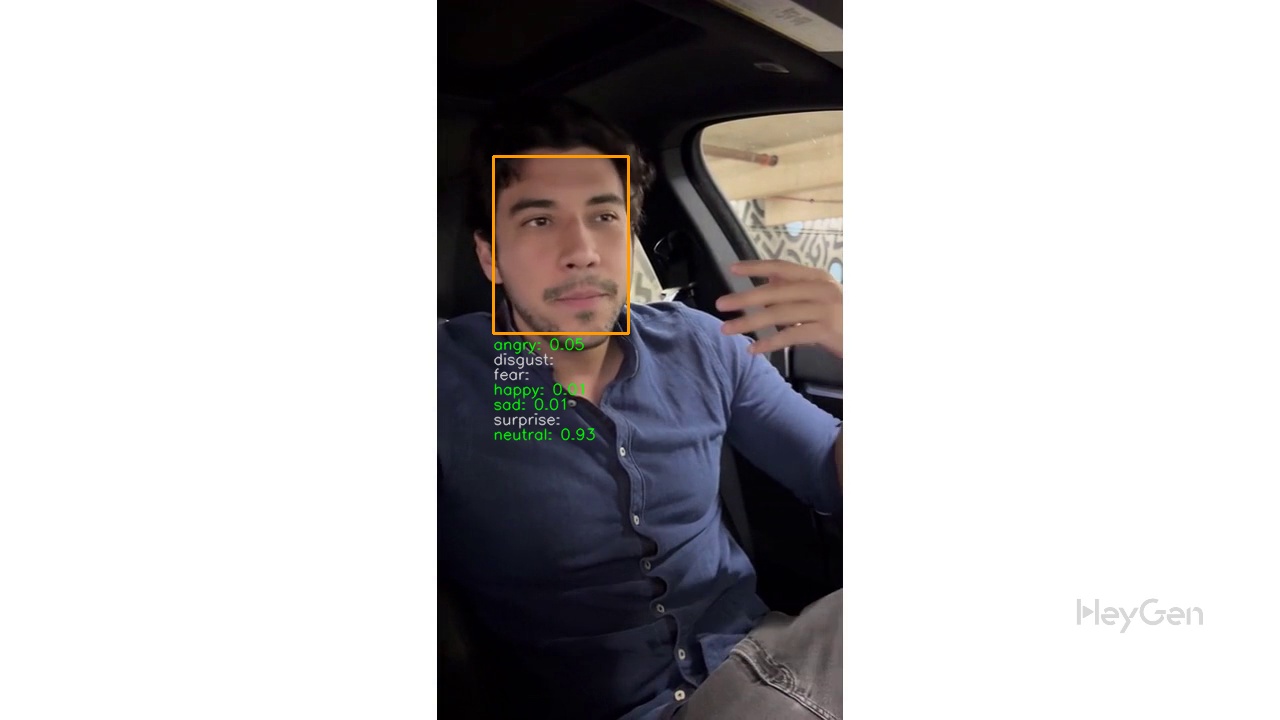 angry: 0.05
disgust:
fear:
happy: 0.01
sad: 0.01
surprise:
neutral: 0.93
HeyGen